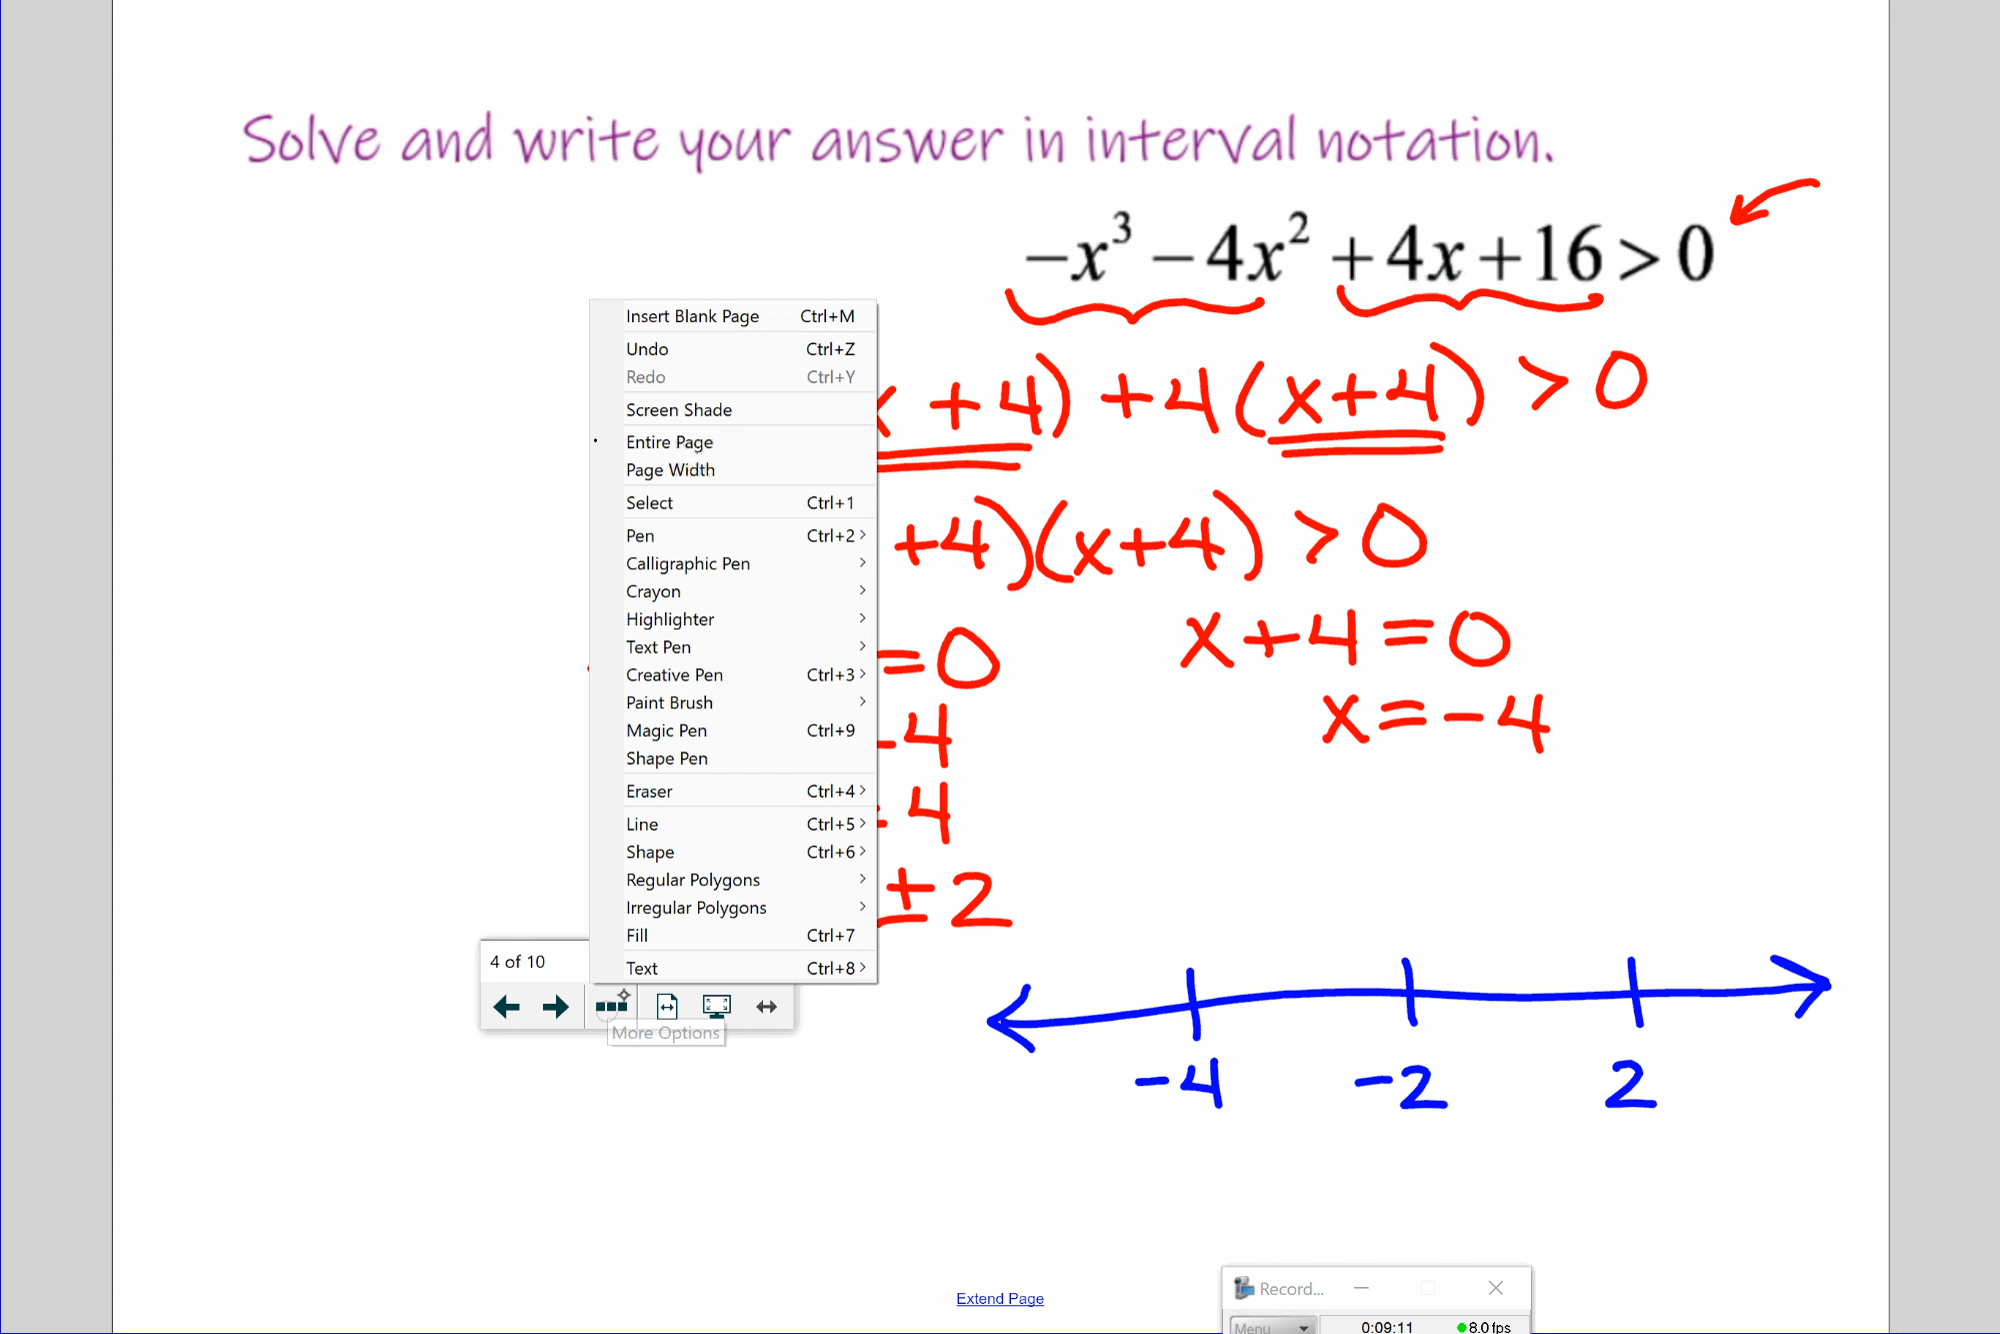 Solve and write your answer in interval notation.
-x³ - 4x² + 4x + 16 > 0
x + 4) + 4(x+4) > 0
+4)(x+4) > 0
=0
x+4=0
-4
x=-4
4
±2
-4 -2 2
Insert Blank Page Ctrl+M
Undo Ctrl+Z
Redo Ctrl+Y
Screen Shade
Entire Page
Page Width
Select Ctrl+1
Pen Ctrl+2
Calligraphic Pen
Crayon
Highlighter
Text Pen
Creative Pen Ctrl+3
Paint Brush
Magic Pen Ctrl+9
Shape Pen
Eraser Ctrl+4
Line Ctrl+5
Shape Ctrl+6
Regular Polygons
Irregular Polygons
Fill Ctrl+7
Text Ctrl+8
4 of 10
More Options
Extend Page
Record...
Menu 0:09:11 8.0 fps